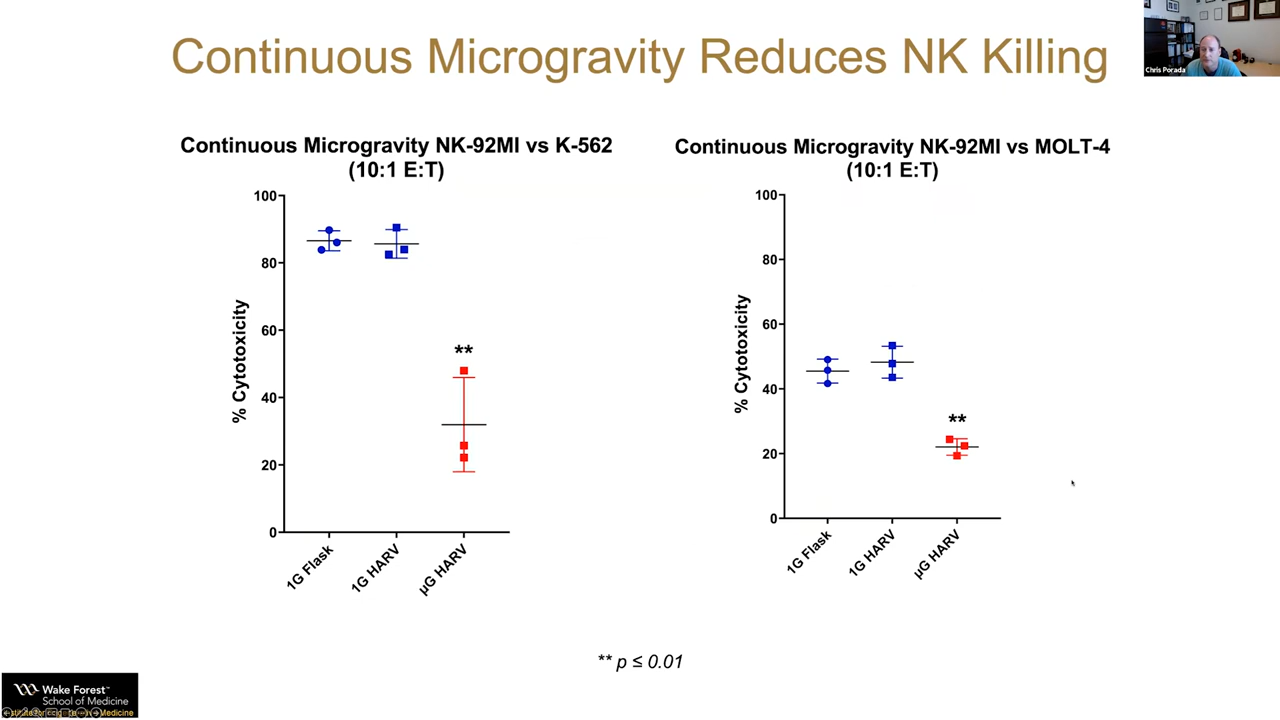 Continuous Microgravity Reduces NK Killing
Chris Porada
Continuous Microgravity NK-92MI vs K-562
(10:1 E:T)
% Cytotoxicity
100
80
60
40
20
0
**
1G Flask
1G HARV
µG HARV
Continuous Microgravity NK-92MI vs MOLT-4
(10:1 E:T)
% Cytotoxicity
100
80
60
40
20
0
**
1G Flask
1G HARV
µG HARV
** p ≤ 0.01
Wake Forest™
School of Medicine
Medicine